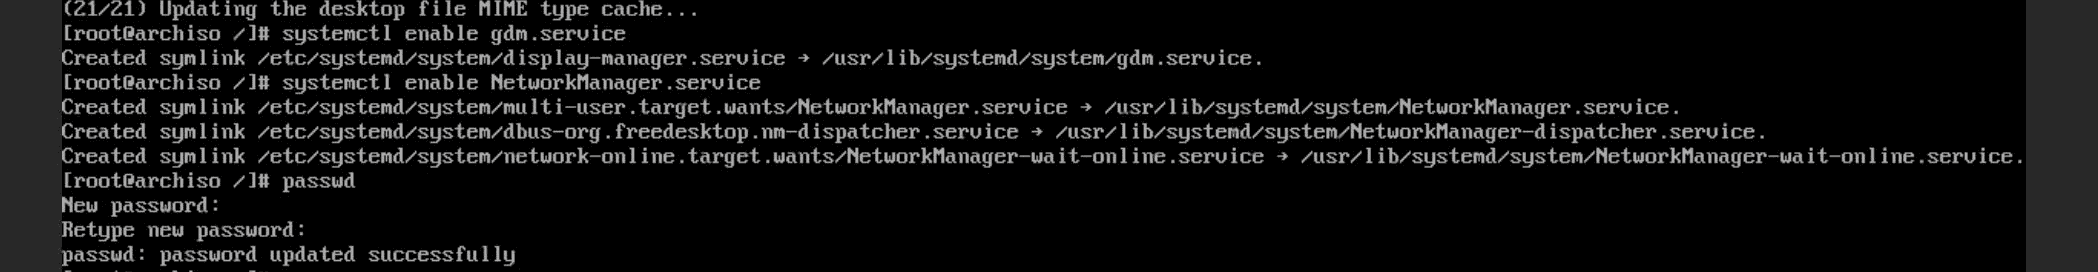 (21/21) Updating the desktop file MIME type cache...
[root@archiso /]# systemctl enable gdm.service
Created symlink /etc/systemd/system/display-manager.service → /usr/lib/systemd/system/gdm.service.
[root@archiso /]# systemctl enable NetworkManager.service
Created symlink /etc/systemd/system/multi-user.target.wants/NetworkManager.service → /usr/lib/systemd/system/NetworkManager.service.
Created symlink /etc/systemd/system/dbus-org.freedesktop.nm-dispatcher.service → /usr/lib/systemd/system/NetworkManager-dispatcher.service.
Created symlink /etc/systemd/system/network-online.target.wants/NetworkManager-wait-online.service → /usr/lib/systemd/system/NetworkManager-wait-online.service.
[root@archiso /]# passwd
New password:
Retype new password:
passwd: password updated successfully